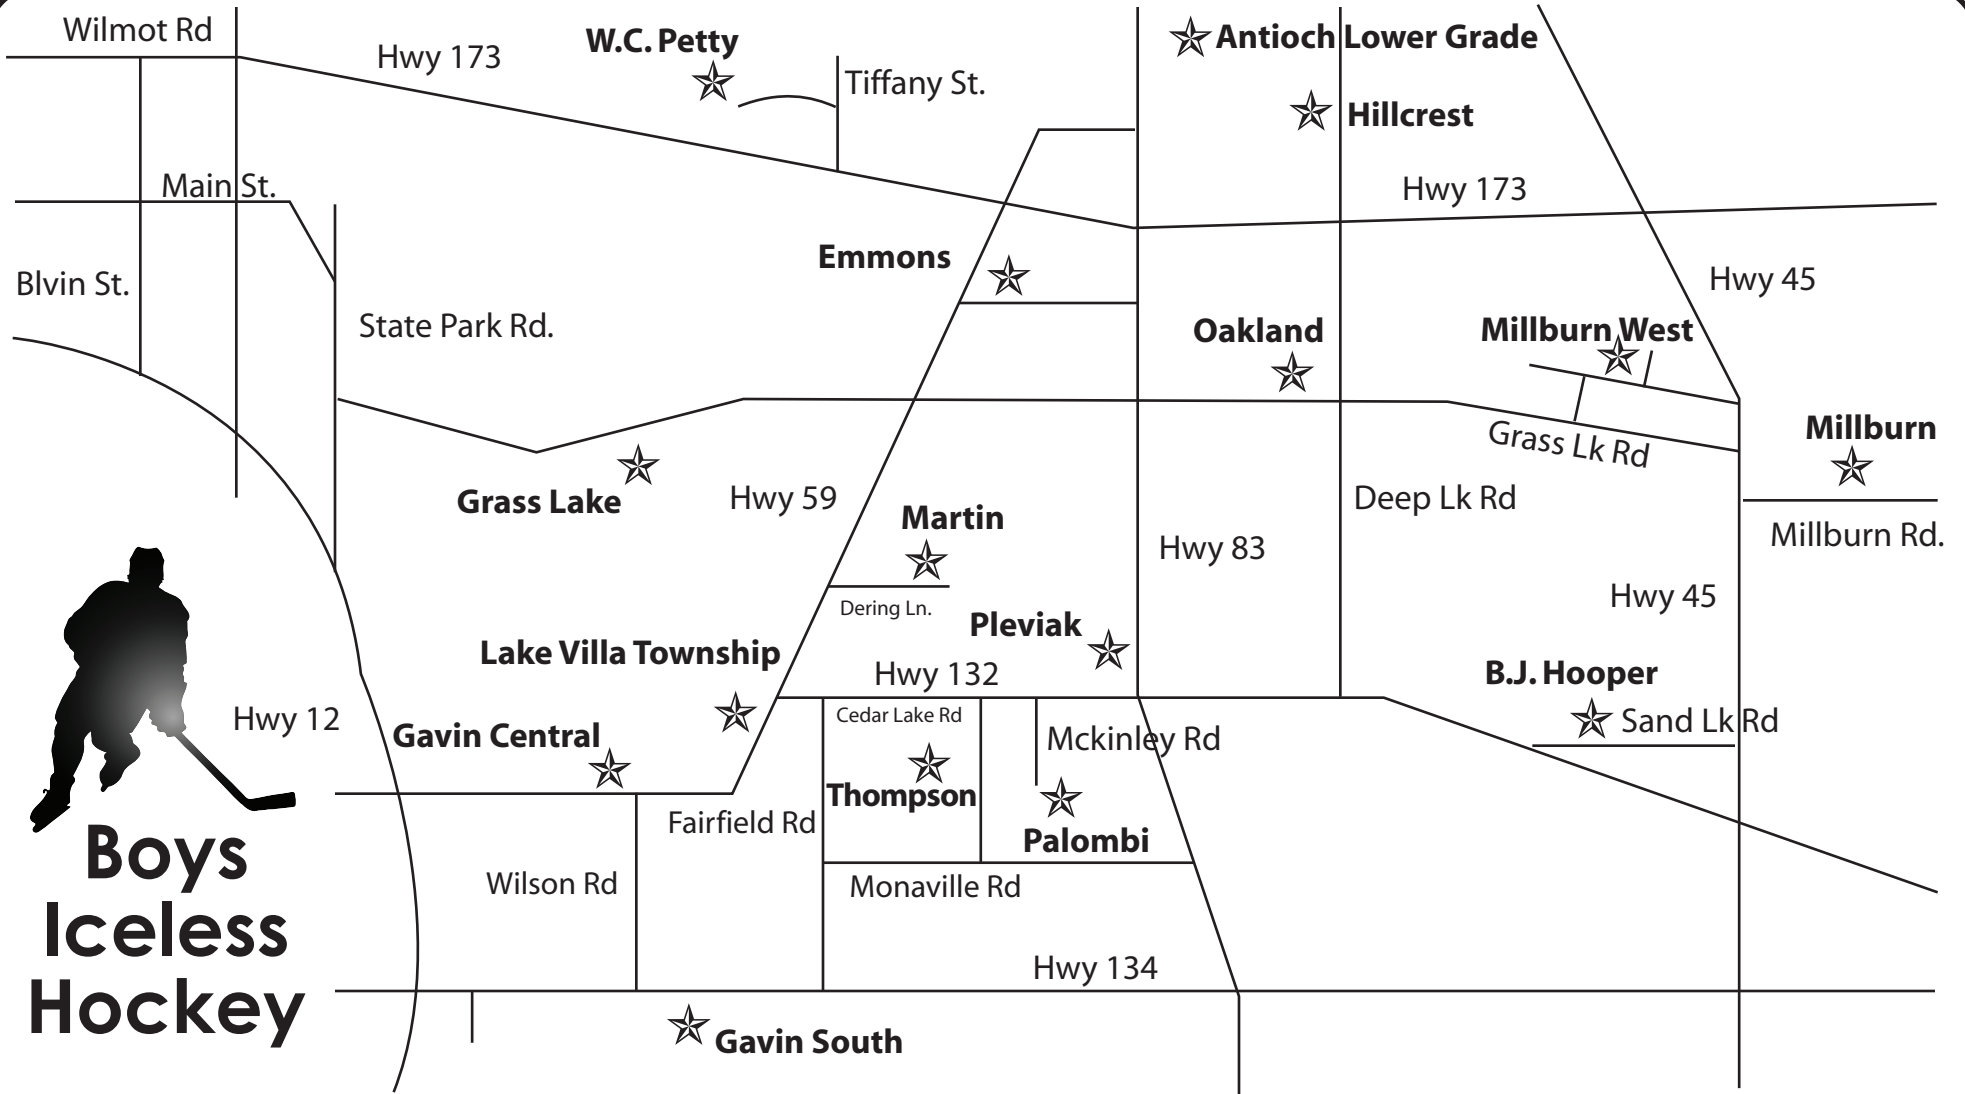 Wilmot Rd
Hwy 173
W.C. Petty
Tiffany St.
Antioch Lower Grade
Hillcrest
Main St.
Hwy 173
Blvin St.
State Park Rd.
Emmons
Hwy 45
Oakland
Millburn West
Millburn
Grass Lk Rd
Grass Lake
Hwy 59
Martin
Deep Lk Rd
Hwy 83
Millburn Rd.
Dering Ln.
Hwy 45
Pleviak
Lake Villa Township
Hwy 132
B.J. Hooper
Hwy 12
Gavin Central
Cedar Lake Rd
Mckinley Rd
Sand Lk Rd
Thompson
Fairfield Rd
Palombi
Wilson Rd
Monaville Rd
Hwy 134
Gavin South
Boys
Iceless
Hockey